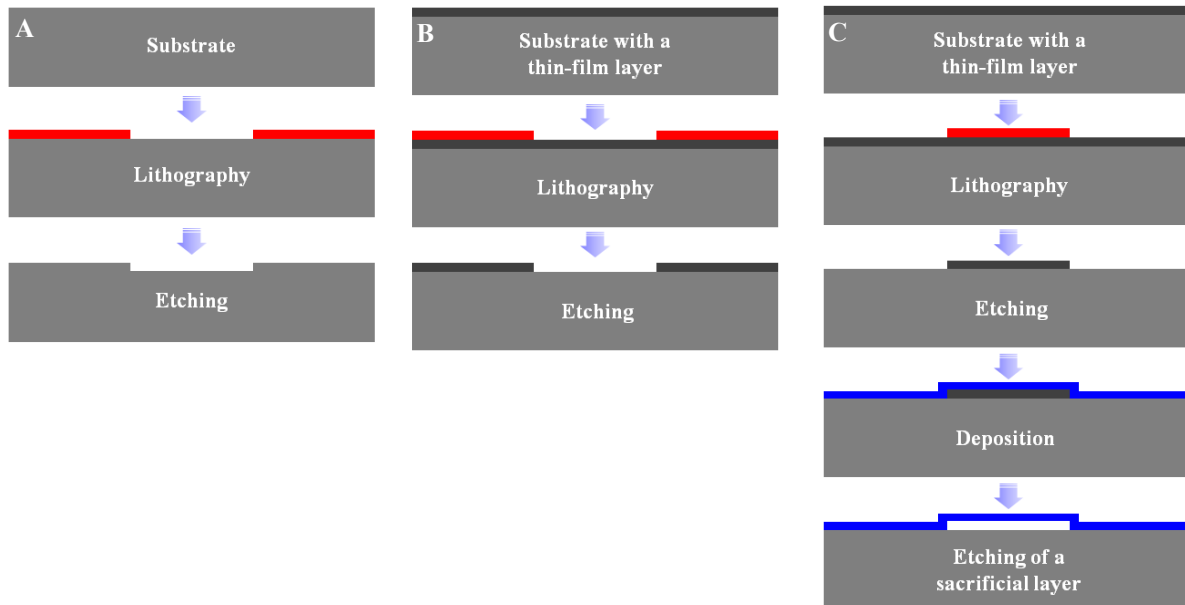 A
Substrate
Lithography
Etching
B
Substrate with a
thin-film layer
Lithography
Etching
C
Substrate with a
thin-film layer
Lithography
Etching
Deposition
Etching of a
sacrificial layer